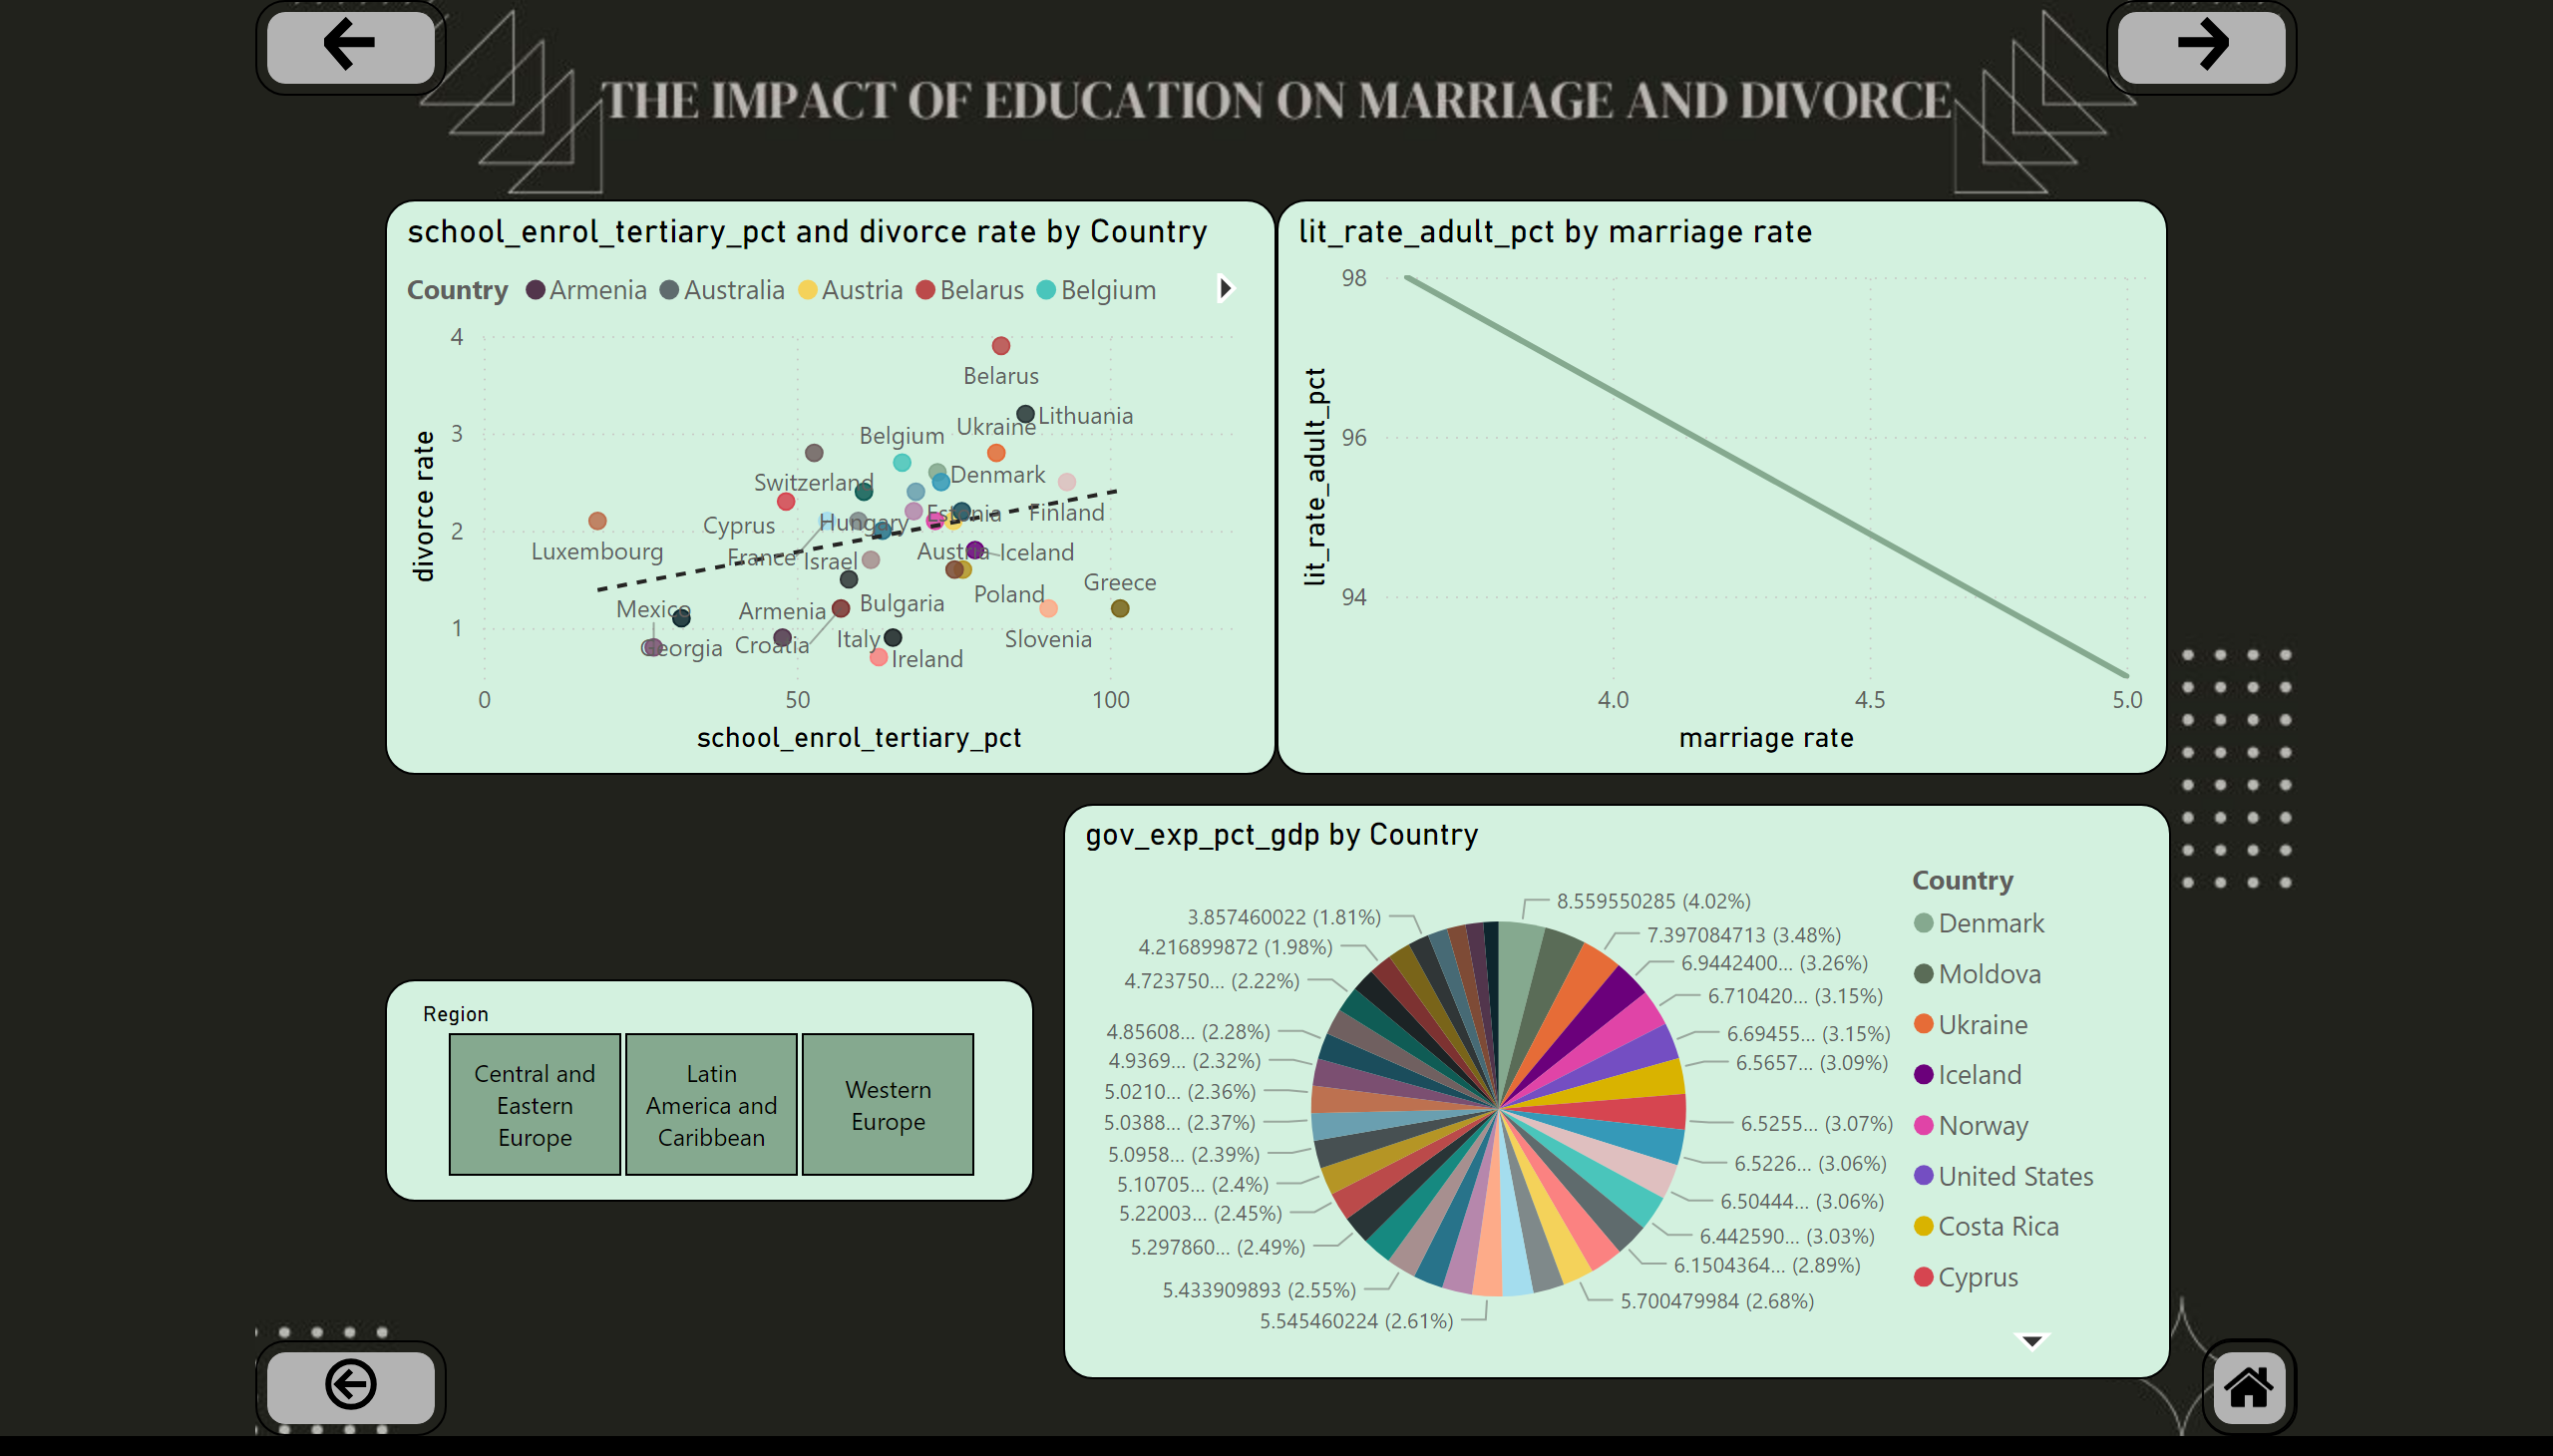 THE IMPACT OF EDUCATION ON MARRIAGE AND DIVORCE
school_enrol_tertiary_pct and divorce rate by Country
Country Armenia Australia Austria Belarus Belgium
divorce rate
4
3
2
1
Belarus
Lithuania
Ukraine
Belgium
Denmark
Switzerland
Finland
Estonia
Hungary
Cyprus
Luxembourg
France
Israel
Austria
Iceland
Greece
Poland
Bulgaria
Armenia
Mexico
Slovenia
Italy
Croatia
Georgia
Ireland
0 50 100
school_enrol_tertiary_pct
lit_rate_adult_pct by marriage rate
lit_rate_adult_pct
98
96
94
4.0 4.5 5.0
marriage rate
Region
Central and
Eastern
Europe
Latin
America and
Caribbean
Western
Europe
gov_exp_pct_gdp by Country
8.559550285 (4.02%)
7.397084713 (3.48%)
6.9442400... (3.26%)
6.710420... (3.15%)
6.69455... (3.15%)
6.5657... (3.09%)
6.5255... (3.07%)
6.5226... (3.06%)
6.50444... (3.06%)
6.442590... (3.03%)
6.1504364... (2.89%)
5.700479984 (2.68%)
5.545460224 (2.61%)
5.433909893 (2.55%)
5.297860... (2.49%)
5.22003... (2.45%)
5.10705... (2.4%)
5.0958... (2.39%)
5.0388... (2.37%)
5.0210... (2.36%)
4.9369... (2.32%)
4.85608... (2.28%)
4.723750... (2.22%)
4.216899872 (1.98%)
3.857460022 (1.81%)
Country
Denmark
Moldova
Ukraine
Iceland
Norway
United States
Costa Rica
Cyprus